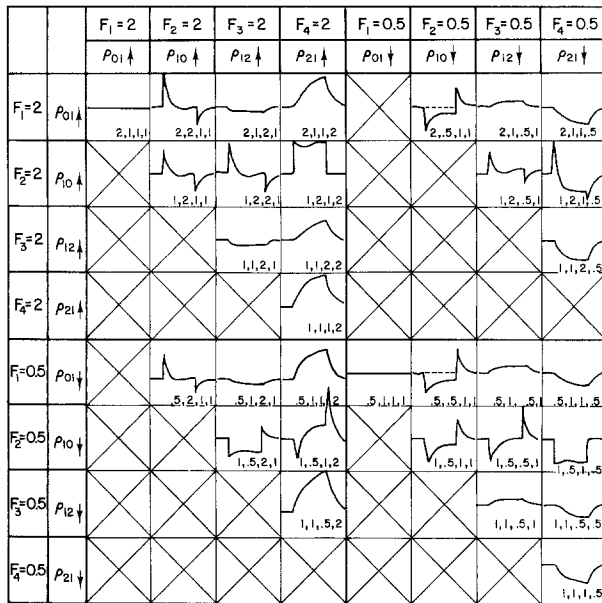 F₁=2 F₂=2 F₃=2 F₄=2 F₁=0.5 F₂=0.5 F₃=0.5 F₄=0.5
ρ₀₁↑ ρ₁₀↑ ρ₁₂↑ ρ₂₁↑ ρ₀₁↓ ρ₁₀↓ ρ₁₂↓ ρ₂₁↓
F₁=2 ρ₀₁↑ 2,1,1,1 2,2,1,1 2,1,2,1 2,1,1,2 2,.5,1,1 2,1,.5,1 2,1,1,.5
F₂=2 ρ₁₀↑ 1,2,1,1 1,2,2,1 1,2,1,2 1,2,.5,1 1,2,1,.5
F₃=2 ρ₁₂↑ 1,1,2,1 1,1,2,2 1,1,2,.5
F₄=2 ρ₂₁↑ 1,1,1,2
F₁=0.5 ρ₀₁↓ .5,2,1,1 .5,1,2,1 .5,1,1,2 .5,1,1,1 .5,.5,1,1 .5,1,.5,1 .5,1,1,.5
F₂=0.5 ρ₁₀↓ 1,.5,2,1 1,.5,1,2 1,.5,1,1 1,.5,.5,1 1,.5,1,.5
F₃=0.5 ρ₁₂↓ 1,1,.5,2 1,1,.5,1 1,1,.5,.5
F₄=0.5 ρ₂₁↓ 1,1,1,.5